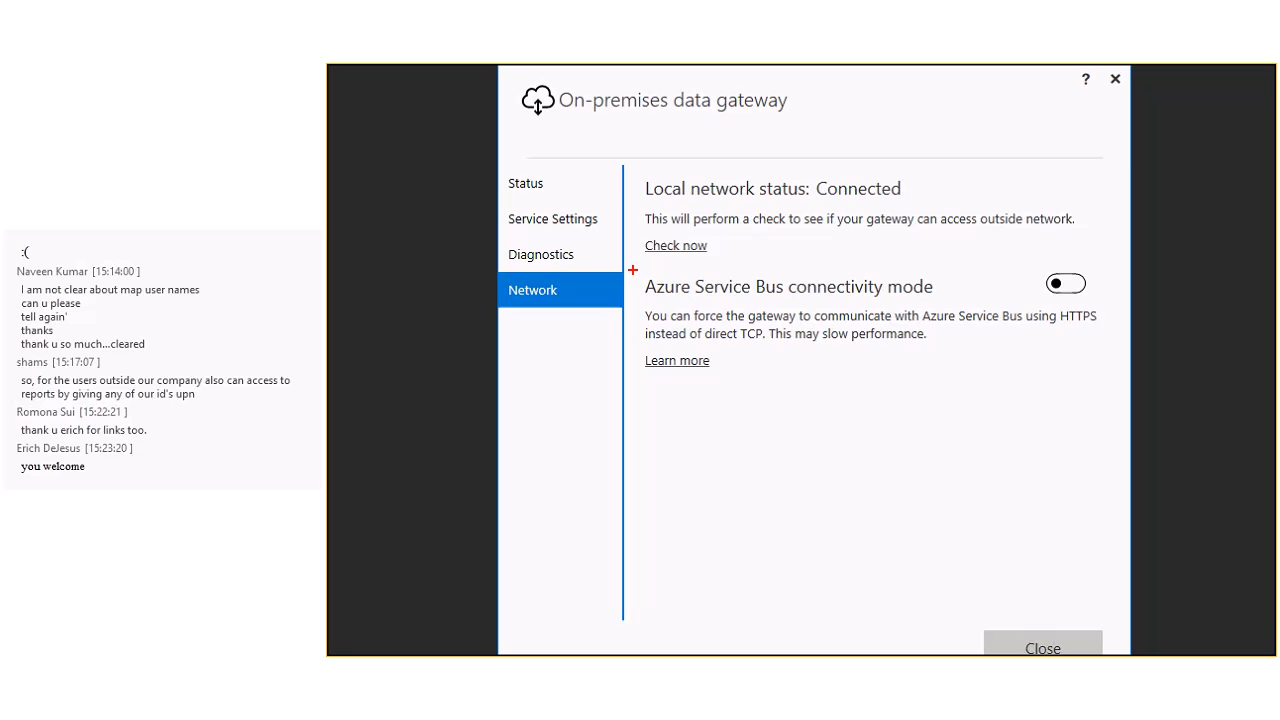 :(
Naveen Kumar [15:14:00 ]
I am not clear about map user names
can u please
tell again'
thanks
thank u so much...cleared
shams [15:17:07 ]
so, for the users outside our company also can access to
reports by giving any of our id's upn
Romona Sui [15:22:21 ]
thank u erich for links too.
Erich DeJesus [15:23:20 ]
you welcome
? ×
On-premises data gateway
Status
Service Settings
Diagnostics
Network
Local network status: Connected
This will perform a check to see if your gateway can access outside network.
Check now
Azure Service Bus connectivity mode
You can force the gateway to communicate with Azure Service Bus using HTTPS
instead of direct TCP. This may slow performance.
Learn more
Close